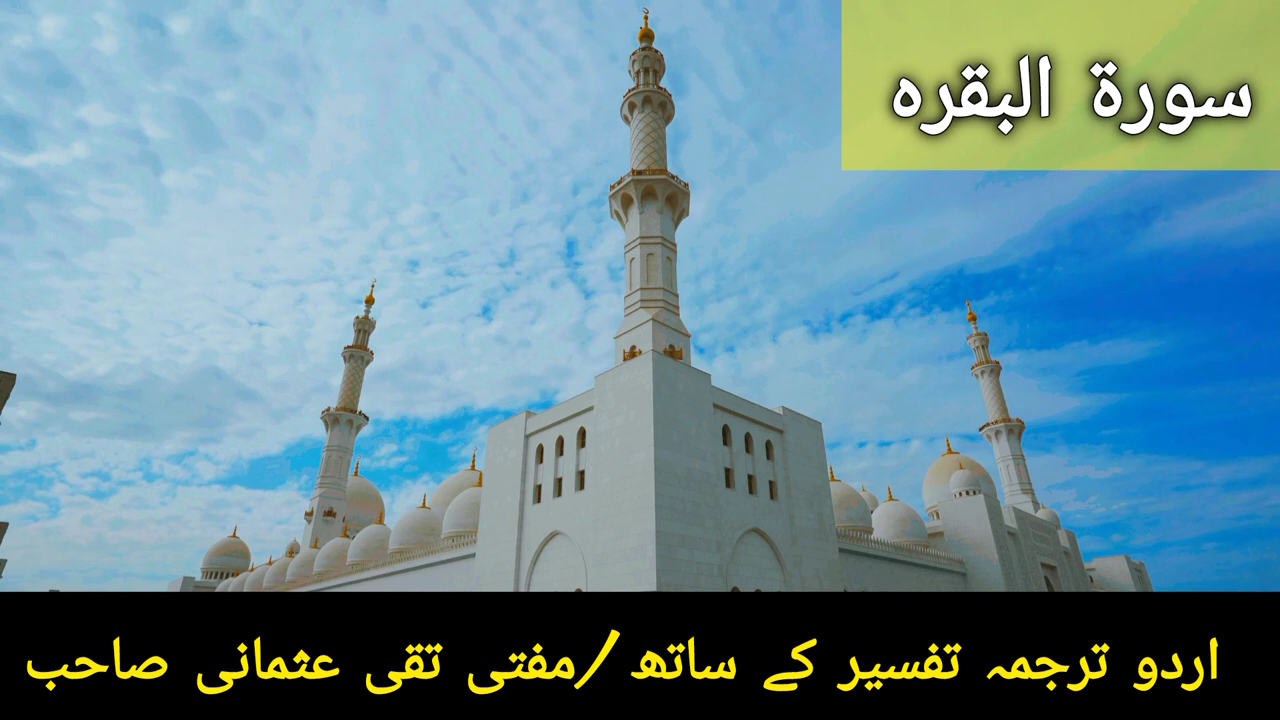 سورة البقره
اردو ترجمہ تفسیر کے ساتھ /مفتی تقی عثمانی صاحب